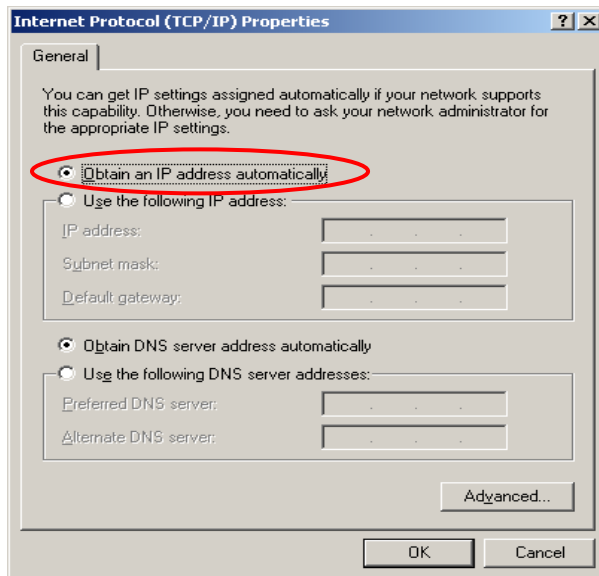 Internet Protocol (TCP/IP) Properties
General
You can get IP settings assigned automatically if your network supports
this capability. Otherwise, you need to ask your network administrator for
the appropriate IP settings.
Obtain an IP address automatically
Use the following IP address:
IP address:
Subnet mask:
Default gateway:
Obtain DNS server address automatically
Use the following DNS server addresses:
Preferred DNS server:
Alternate DNS server:
Advanced...
OK Cancel